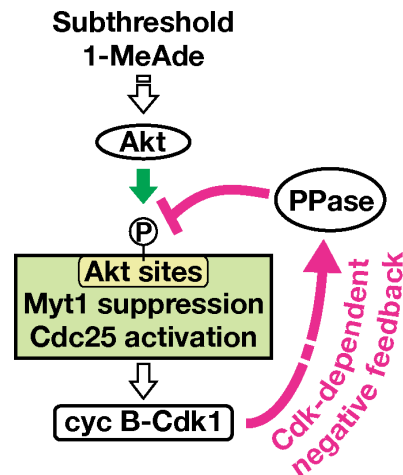 Subthreshold
1-MeAde
Akt
PPase
P
Akt sites
Myt1 suppression
Cdc25 activation
cyc B-Cdk1
Cdk-dependent
negative feedback